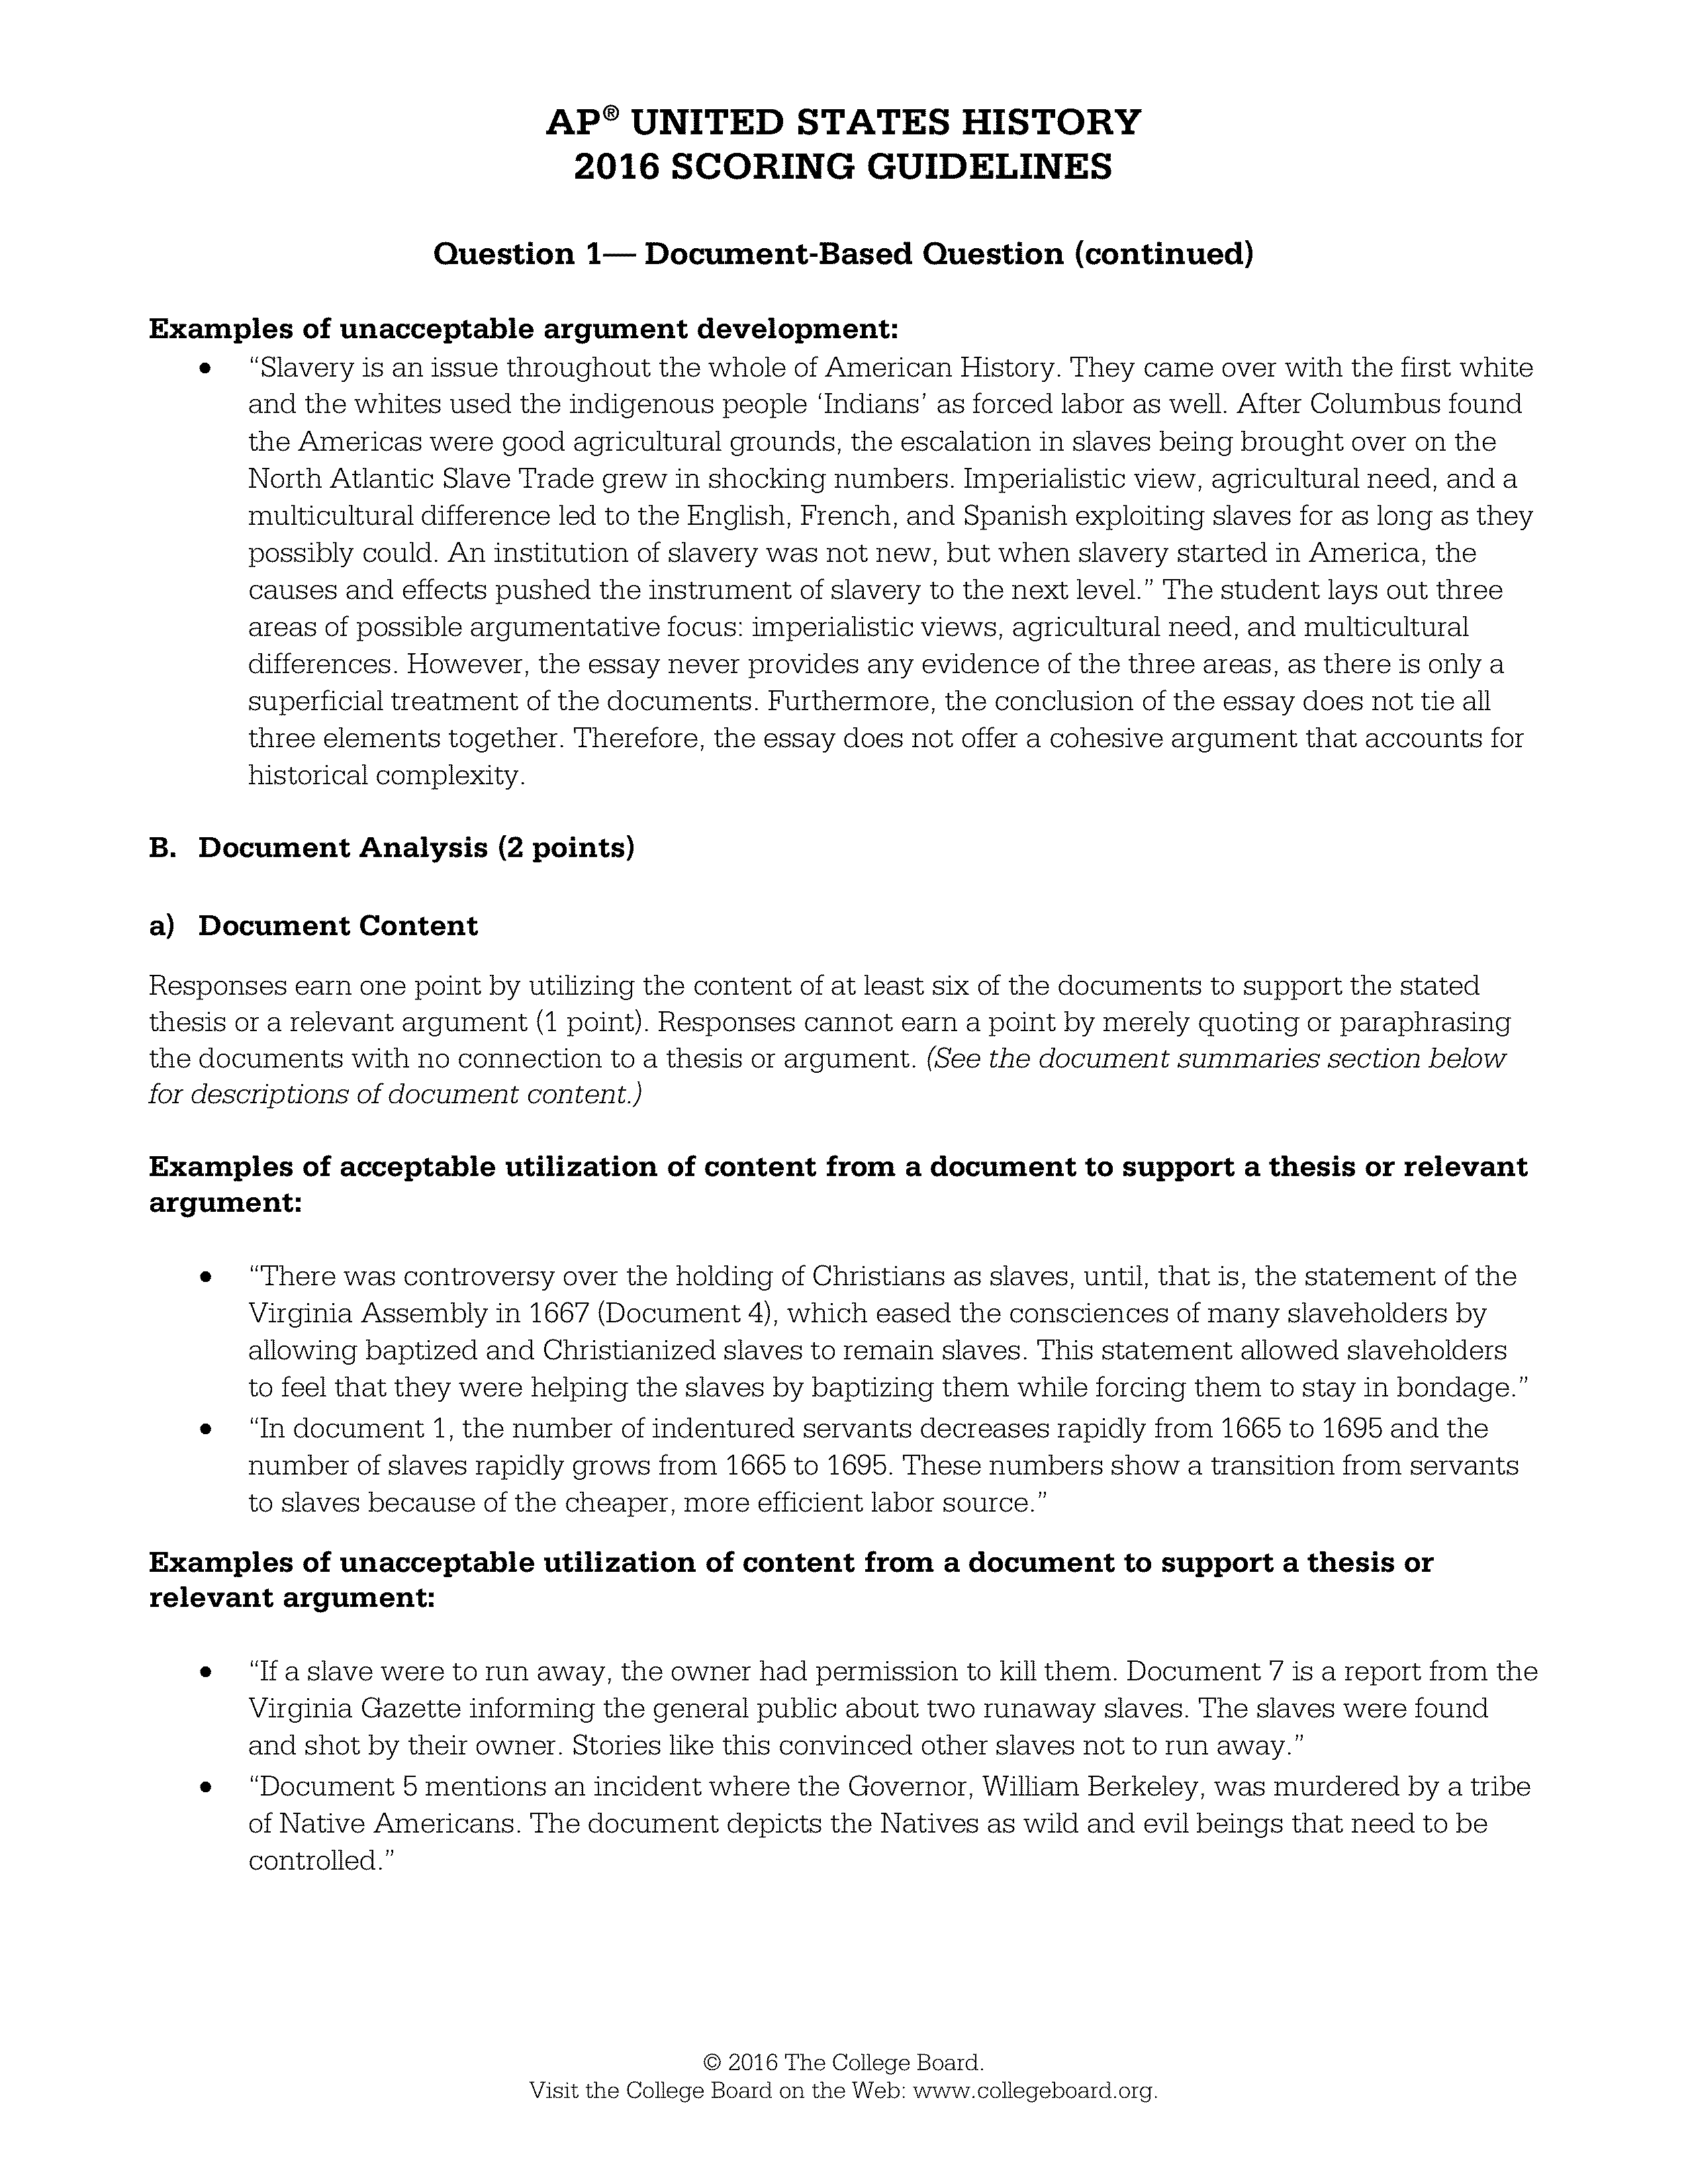 AP® UNITED STATES HISTORY
2016 SCORING GUIDELINES
Question 1— Document-Based Question (continued)
Examples of unacceptable argument development:
• “Slavery is an issue throughout the whole of American History. They came over with the first white
and the whites used the indigenous people ‘Indians’ as forced labor as well. After Columbus found
the Americas were good agricultural grounds, the escalation in slaves being brought over on the
North Atlantic Slave Trade grew in shocking numbers. Imperialistic view, agricultural need, and a
multicultural difference led to the English, French, and Spanish exploiting slaves for as long as they
possibly could. An institution of slavery was not new, but when slavery started in America, the
causes and effects pushed the instrument of slavery to the next level.” The student lays out three
areas of possible argumentative focus: imperialistic views, agricultural need, and multicultural
differences. However, the essay never provides any evidence of the three areas, as there is only a
superficial treatment of the documents. Furthermore, the conclusion of the essay does not tie all
three elements together. Therefore, the essay does not offer a cohesive argument that accounts for
historical complexity.
B. Document Analysis (2 points)
a) Document Content
Responses earn one point by utilizing the content of at least six of the documents to support the stated
thesis or a relevant argument (1 point). Responses cannot earn a point by merely quoting or paraphrasing
the documents with no connection to a thesis or argument. (See the document summaries section below
for descriptions of document content.)
Examples of acceptable utilization of content from a document to support a thesis or relevant
argument:
• “There was controversy over the holding of Christians as slaves, until, that is, the statement of the
Virginia Assembly in 1667 (Document 4), which eased the consciences of many slaveholders by
allowing baptized and Christianized slaves to remain slaves. This statement allowed slaveholders
to feel that they were helping the slaves by baptizing them while forcing them to stay in bondage.”
• “In document 1, the number of indentured servants decreases rapidly from 1665 to 1695 and the
number of slaves rapidly grows from 1665 to 1695. These numbers show a transition from servants
to slaves because of the cheaper, more efficient labor source.”
Examples of unacceptable utilization of content from a document to support a thesis or
relevant argument:
• “If a slave were to run away, the owner had permission to kill them. Document 7 is a report from the
Virginia Gazette informing the general public about two runaway slaves. The slaves were found
and shot by their owner. Stories like this convinced other slaves not to run away.”
• “Document 5 mentions an incident where the Governor, William Berkeley, was murdered by a tribe
of Native Americans. The document depicts the Natives as wild and evil beings that need to be
controlled.”
© 2016 The College Board.
Visit the College Board on the Web: www.collegeboard.org.